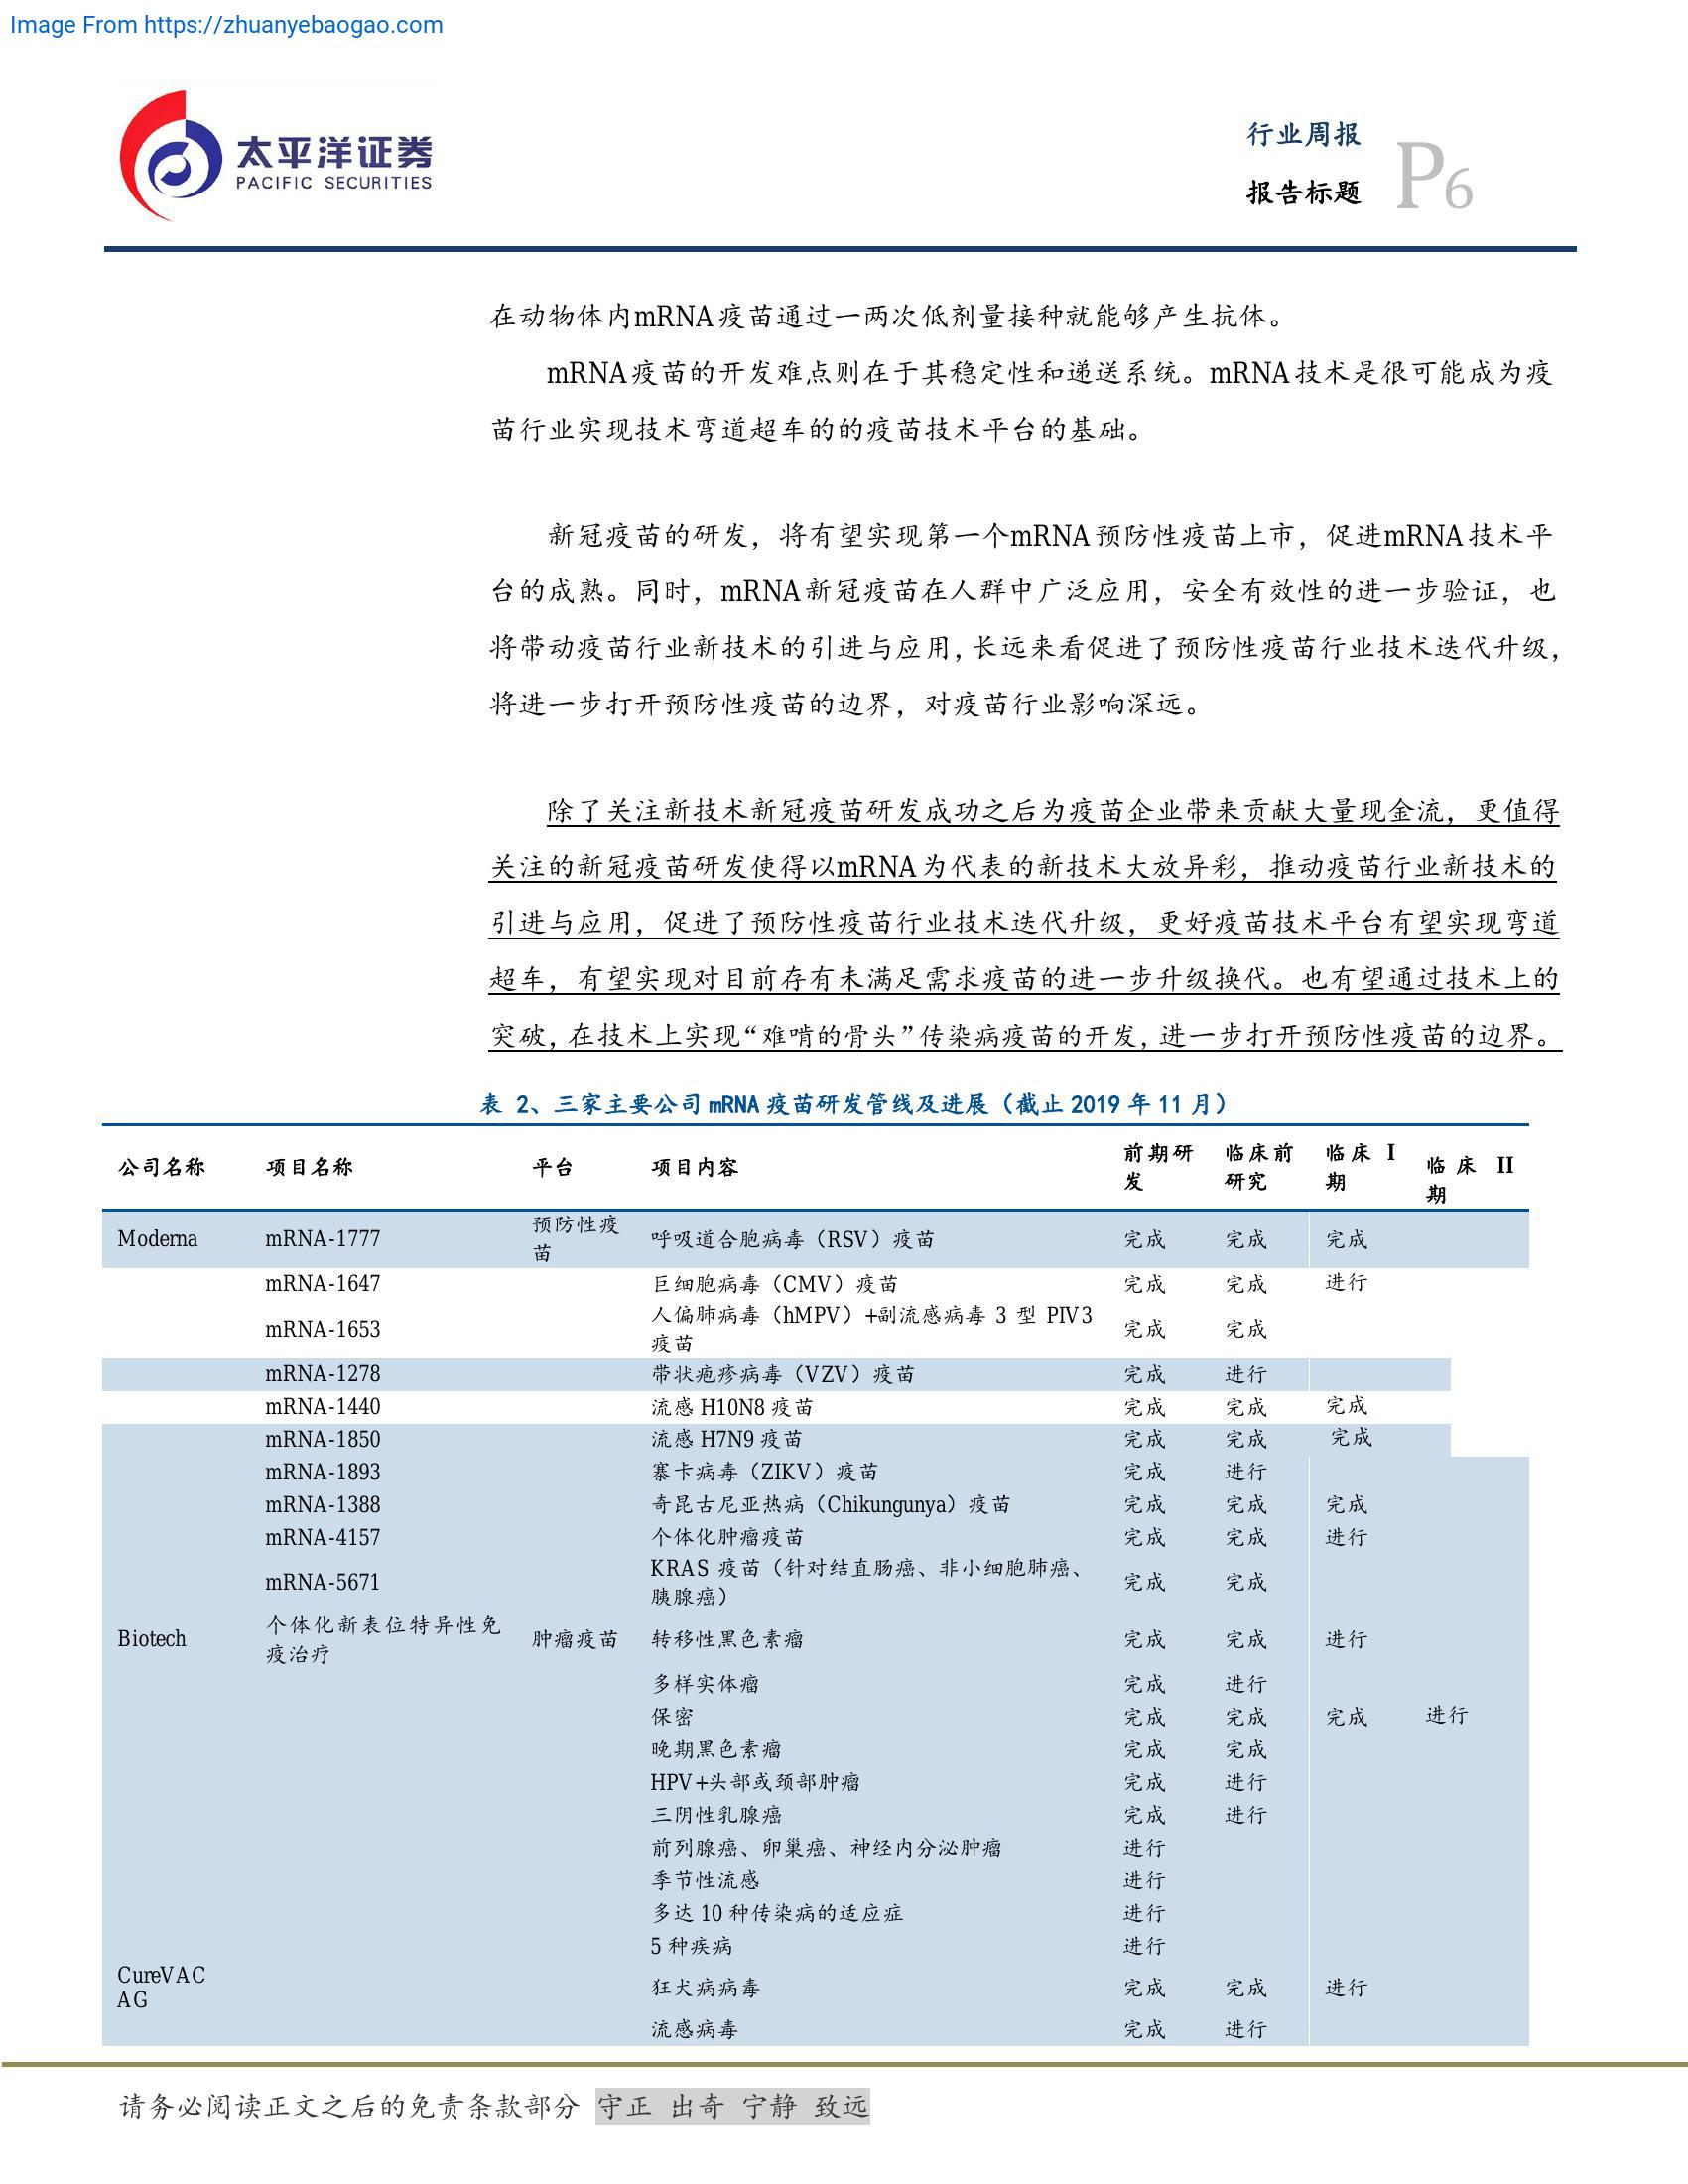 Image From https://zhuanyebaogao.com
太平洋证券
PACIFIC SECURITIES
行业周报
报告标题
P6
在动物体内mRNA疫苗通过一两次低剂量接种就能够产生抗体。
mRNA疫苗的开发难点则在于其稳定性和递送系统。mRNA技术是很可能成为疫
苗行业实现技术弯道超车的的疫苗技术平台的基础。
新冠疫苗的研发，将有望实现第一个mRNA预防性疫苗上市，促进mRNA技术平
台的成熟。同时，mRNA新冠疫苗在人群中广泛应用，安全有效性的进一步验证，也
将带动疫苗行业新技术的引进与应用，长远来看促进了预防性疫苗行业技术迭代升级，
将进一步打开预防性疫苗的边界，对疫苗行业影响深远。
除了关注新技术新冠疫苗研发成功之后为疫苗企业带来贡献大量现金流，更值得
关注的新冠疫苗研发使得以mRNA为代表的新技术大放异彩，推动疫苗行业新技术的
引进与应用，促进了预防性疫苗行业技术迭代升级，更好疫苗技术平台有望实现弯道
超车，有望实现对目前存有未满足需求疫苗的进一步升级换代。也有望通过技术上的
突破，在技术上实现“难啃的骨头”传染病疫苗的开发，进一步打开预防性疫苗的边界。
表 2、三家主要公司 mRNA 疫苗研发管线及进展（截止 2019 年 11 月）
公司名称 项目名称 平台 项目内容 前期研发 临床前研究 临床 I 期 临床 II 期
Moderna mRNA-1777 预防性疫苗 呼吸道合胞病毒（RSV）疫苗 完成 完成 完成
mRNA-1647 巨细胞病毒（CMV）疫苗 完成 完成 进行
mRNA-1653 人偏肺病毒（hMPV）+副流感病毒 3 型 PIV3 疫苗 完成 完成
mRNA-1278 带状疱疹病毒（VZV）疫苗 完成 进行
mRNA-1440 流感 H10N8 疫苗 完成 完成 完成
mRNA-1850 流感 H7N9 疫苗 完成 完成 完成
mRNA-1893 寨卡病毒（ZIKV）疫苗 完成 进行
mRNA-1388 奇昆古尼亚热病（Chikungunya）疫苗 完成 完成 完成
mRNA-4157 个体化肿瘤疫苗 完成 完成 进行
mRNA-5671 KRAS 疫苗（针对结直肠癌、非小细胞肺癌、胰腺癌） 完成 完成
Biotech 个体化新表位特异性免疫治疗 肿瘤疫苗 转移性黑色素瘤 完成 完成 进行
多样实体瘤 完成 进行
保密 完成 完成 完成 进行
晚期黑色素瘤 完成 完成
HPV+头部或颈部肿瘤 完成 进行
三阴性乳腺癌 完成 进行
前列腺癌、卵巢癌、神经内分泌肿瘤 进行
季节性流感 进行
多达 10 种传染病的适应症 进行
5 种疾病 进行
CureVAC AG 狂犬病病毒 完成 完成 进行
流感病毒 完成 进行
请务必阅读正文之后的免责条款部分 守正 出奇 宁静 致远